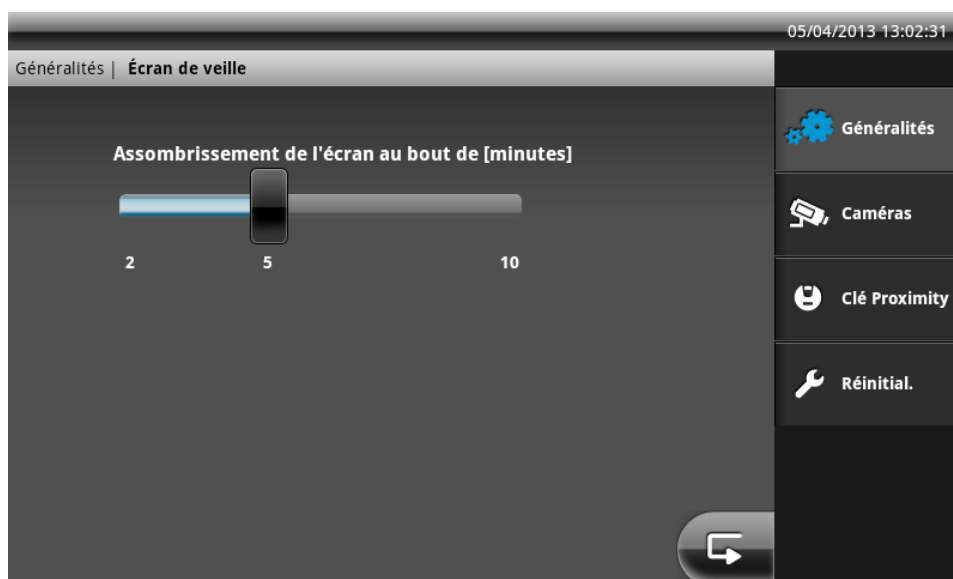 05/04/2013 13:02:31
Généralités | Écran de veille
Assombrissement de l'écran au bout de [minutes]
2 5 10
Généralités
Caméras
Clé Proximity
Réinitial.